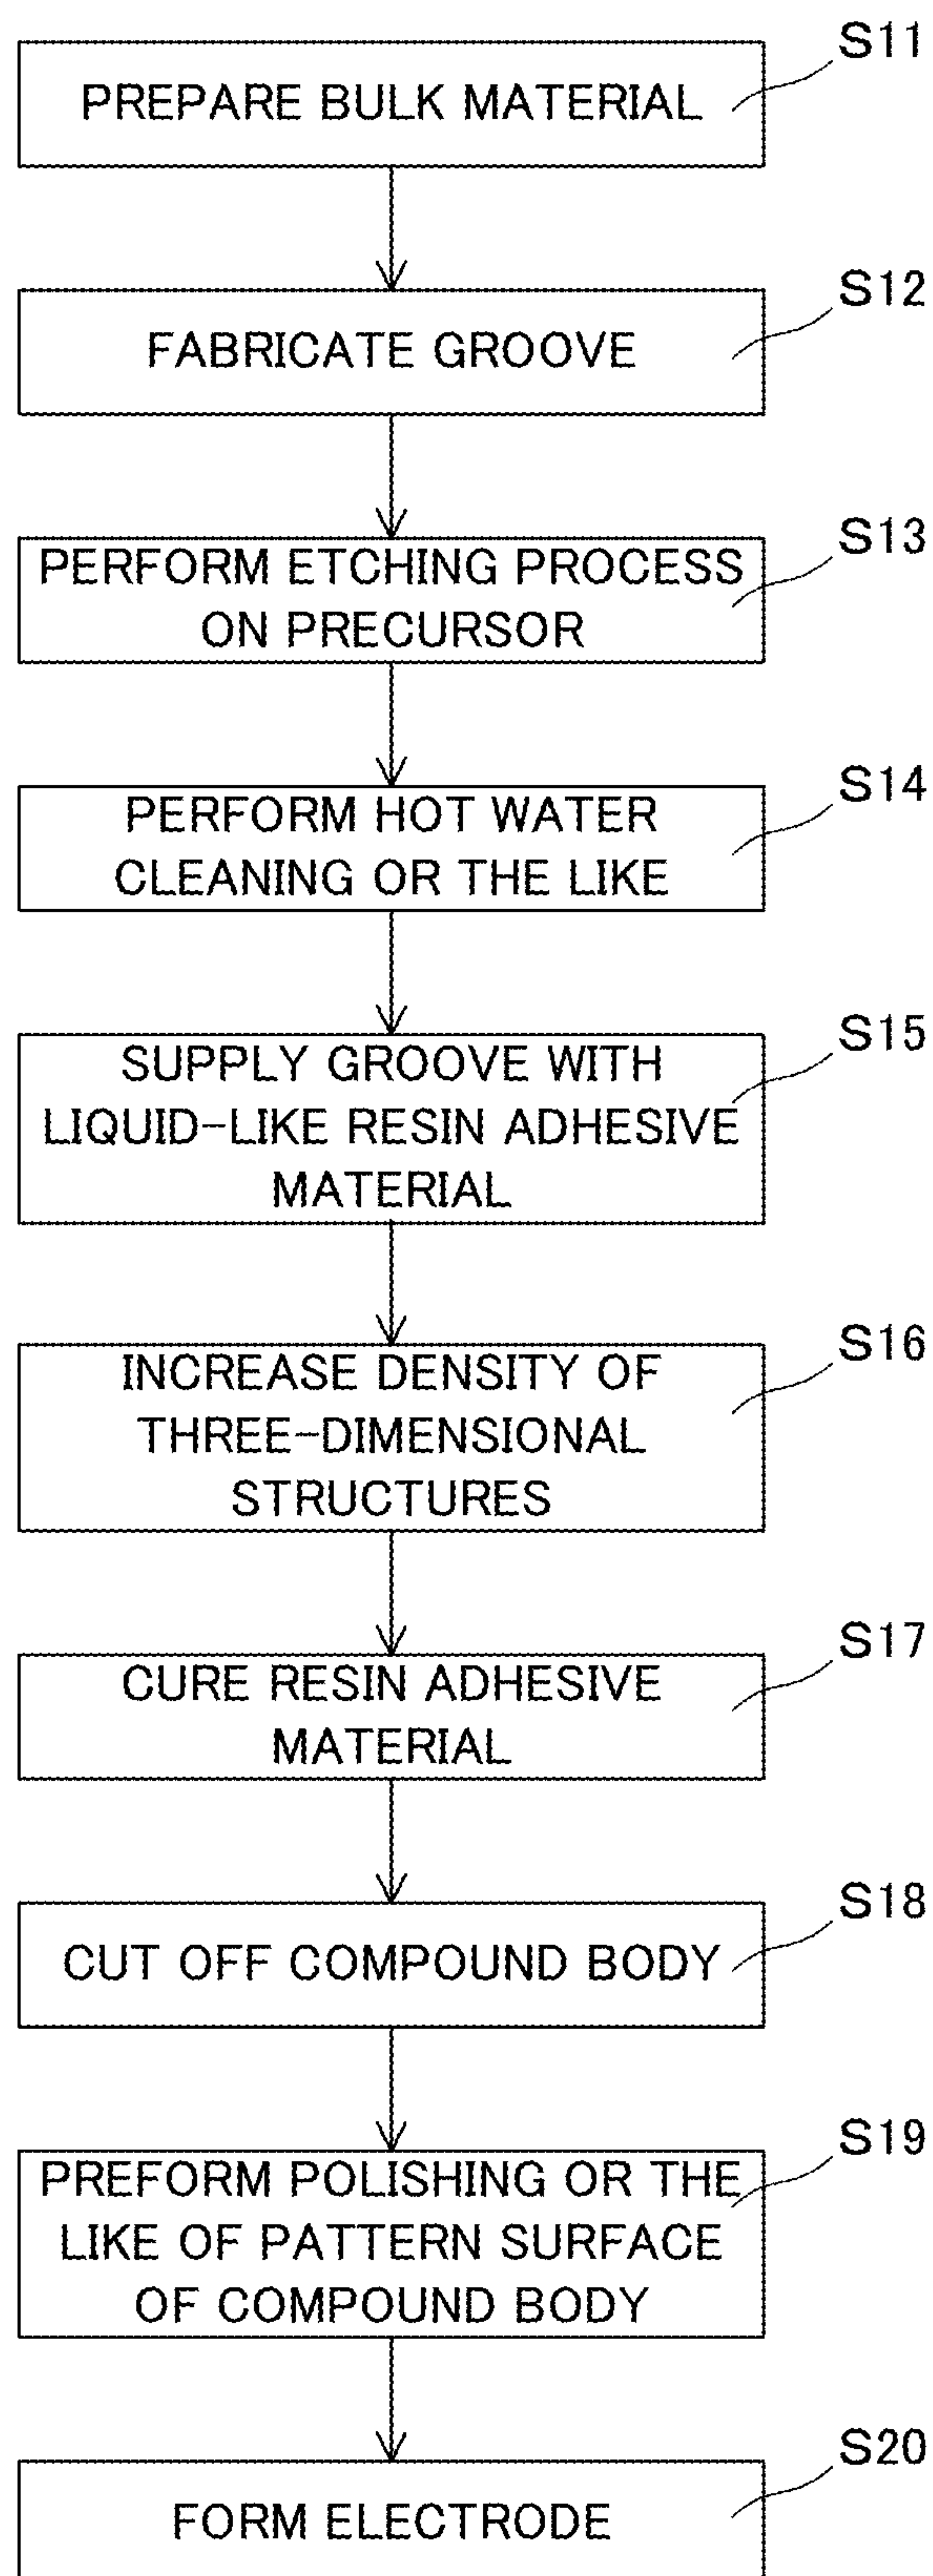 S11
PREPARE BULK MATERIAL
S12
FABRICATE GROOVE
S13
PERFORM ETCHING PROCESS
ON PRECURSOR
S14
PERFORM HOT WATER
CLEANING OR THE LIKE
S15
SUPPLY GROOVE WITH
LIQUID-LIKE RESIN ADHESIVE
MATERIAL
S16
INCREASE DENSITY OF
THREE-DIMENSIONAL
STRUCTURES
S17
CURE RESIN ADHESIVE
MATERIAL
S18
CUT OFF COMPOUND BODY
S19
PREFORM POLISHING OR THE
LIKE OF PATTERN SURFACE
OF COMPOUND BODY
S20
FORM ELECTRODE